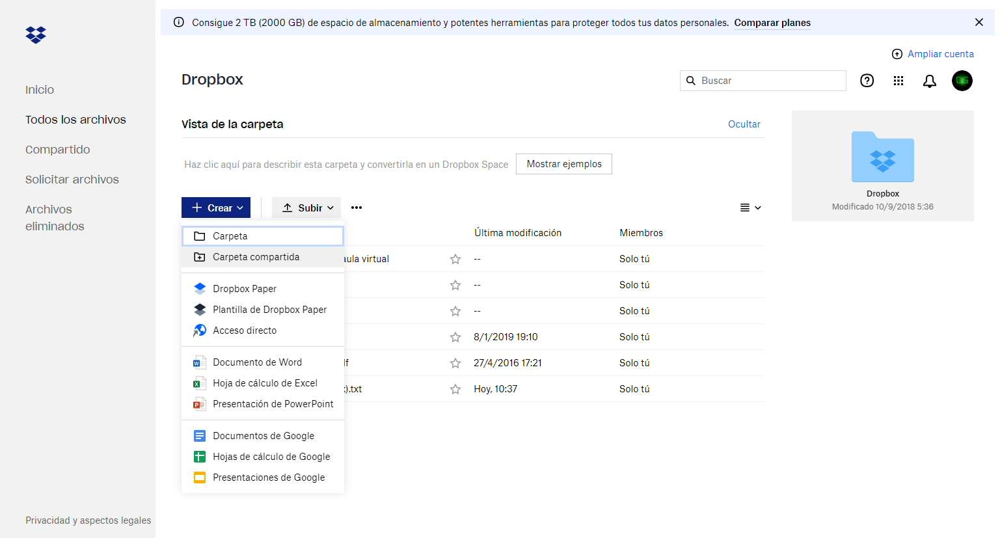 Consigue 2 TB (2000 GB) de espacio de almacenamiento y potentes herramientas para proteger todos tus datos personales. Comparar planes
Ampliar cuenta
Dropbox
Buscar
Inicio
Todos los archivos
Compartido
Solicitar archivos
Archivos
eliminados
Privacidad y aspectos legales
Vista de la carpeta
Ocultar
Haz clic aquí para describir esta carpeta y convertirla en un Dropbox Space
Mostrar ejemplos
Crear
Subir
Carpeta
Carpeta compartida
Dropbox Paper
Plantilla de Dropbox Paper
Acceso directo
Documento de Word
Hoja de cálculo de Excel
Presentación de PowerPoint
Documentos de Google
Hojas de cálculo de Google
Presentaciones de Google
Última modificación Miembros
aula virtual -- Solo tú
-- Solo tú
-- Solo tú
8/1/2019 19:10 Solo tú
lf 27/4/2016 17:21 Solo tú
).txt Hoy, 10:37 Solo tú
Dropbox
Modificado 10/9/2018 5:36